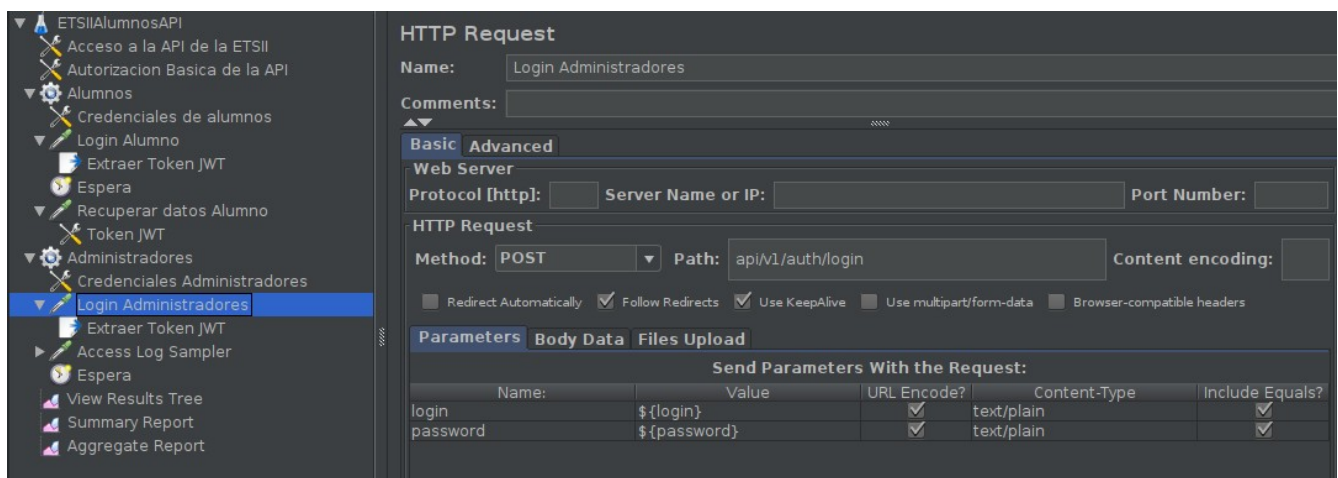 ETSIIAlumnosAPI
Acceso a la API de la ETSII
Autorizacion Basica de la API
Alumnos
Credenciales de alumnos
Login Alumno
Extraer Token JWT
Espera
Recuperar datos Alumno
Token JWT
Administradores
Credenciales Administradores
Login Administradores
Extraer Token JWT
Access Log Sampler
Espera
View Results Tree
Summary Report
Aggregate Report
HTTP Request
Name: Login Administradores
Comments:
Basic Advanced
Web Server
Protocol [http]: Server Name or IP: Port Number:
HTTP Request
Method: POST Path: api/v1/auth/login Content encoding:
Redirect Automatically Follow Redirects Use KeepAlive Use multipart/form-data Browser-compatible headers
Parameters Body Data Files Upload
Send Parameters With the Request:
Name: Value URL Encode? Content-Type Include Equals?
login ${login} text/plain
password ${password} text/plain